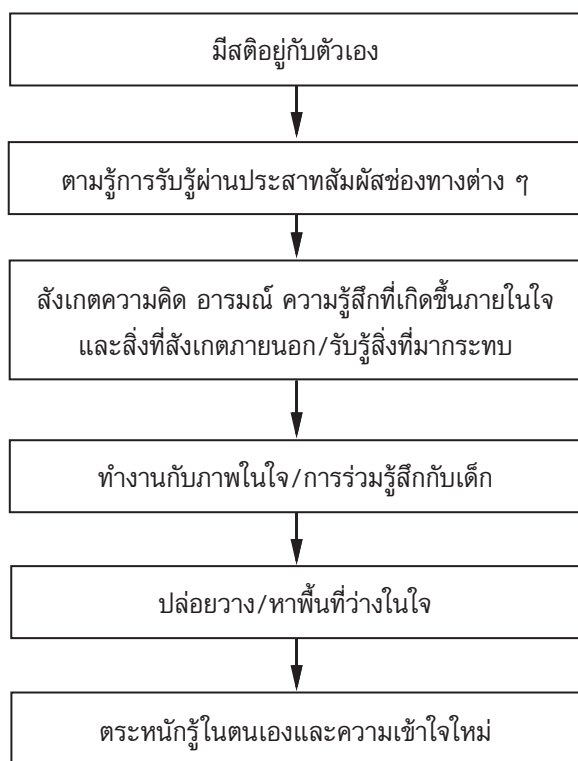 มีสติอยู่กับตัวเอง
ตามรู้การรับรู้ผ่านประสาทสัมผัสช่องทางต่าง ๆ
สังเกตความคิด อารมณ์ ความรู้สึกที่เกิดขึ้นภายในใจ
และสิ่งที่สังเกตภายนอก/รับรู้สิ่งที่มากระทบ
ทำงานกับภาพในใจ/การร่วมรู้สึกกับเด็ก
ปล่อยวาง/หาพื้นที่ว่างในใจ
ตระหนักรู้ในตนเองและความเข้าใจใหม่